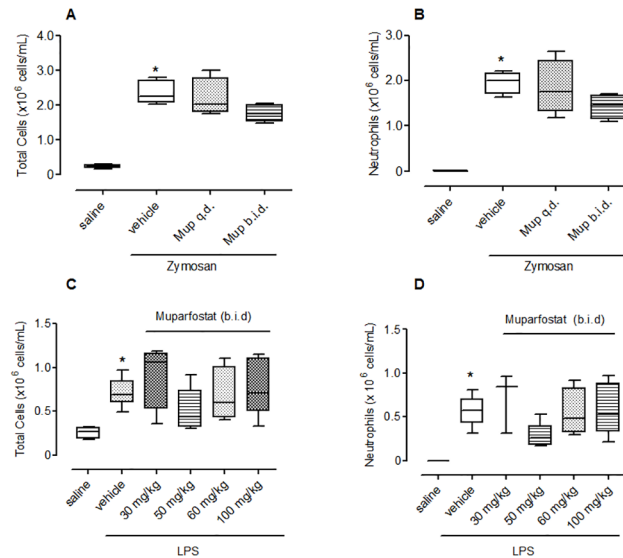 A
Total Cells (x10⁶ cells/mL)
4.0
3.0
2.0
1.0
0
*
saline
vehicle
Mup q.d.
Mup b.i.d.
Zymosan
B
Neutrophils (x10⁶ cells/mL)
3.0
2.0
1.0
0
*
saline
vehicle
Mup q.d.
Mup b.i.d.
Zymosan
C
Muparfostat (b.i.d)
Total Cells (x10⁶ cells/mL)
1.5
1.0
0.5
0
*
saline
vehicle
30 mg/kg
50 mg/kg
60 mg/kg
100 mg/kg
LPS
D
Muparfostat (b.i.d)
Neutrophils (x 10⁶ cells/mL)
1.5
1.0
0.5
0
*
saline
vehicle
30 mg/kg
50 mg/kg
60 mg/kg
100 mg/kg
LPS